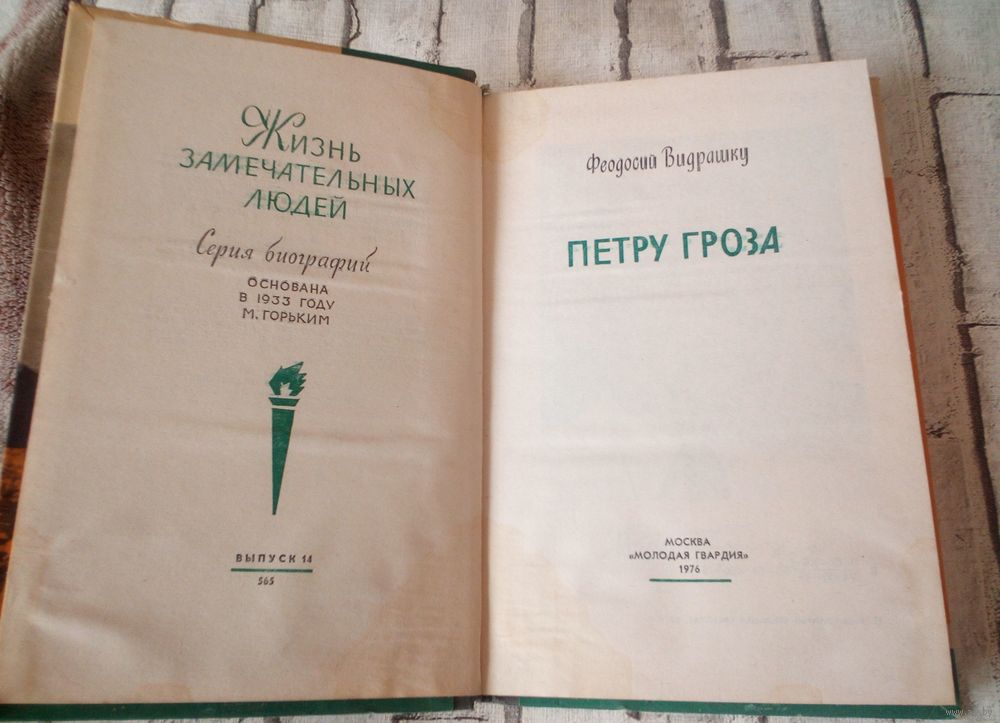 Жизнь
ЗАМЕЧАТЕЛЬНЫХ
ЛЮДЕЙ
Серия биографий
ОСНОВАНА
В 1933 ГОДУ
М. ГОРЬКИМ
ВЫПУСК 14
565
Феодосий Видрашку
ПЕТРУ ГРОЗА
МОСКВА
«МОЛОДАЯ ГВАРДИЯ»
1976